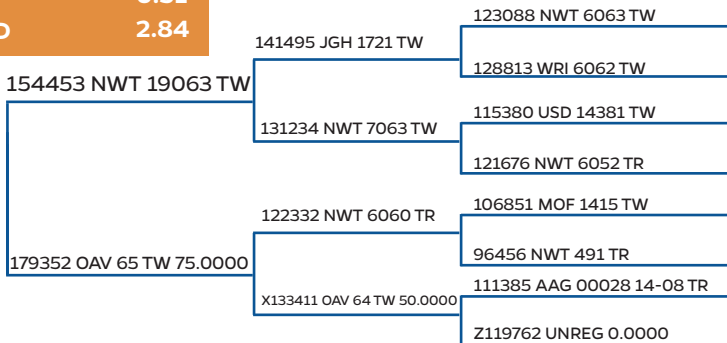 D 2.84
123088 NWT 6063 TW
141495 JGH 1721 TW
128813 WRI 6062 TW
154453 NWT 19063 TW
115380 USD 14381 TW
131234 NWT 7063 TW
121676 NWT 6052 TR
106851 MOF 1415 TW
122332 NWT 6060 TR
96456 NWT 491 TR
179352 OAV 65 TW 75.0000
111385 AAG 00028 14-08 TR
X133411 OAV 64 TW 50.0000
Z119762 UNREG 0.0000